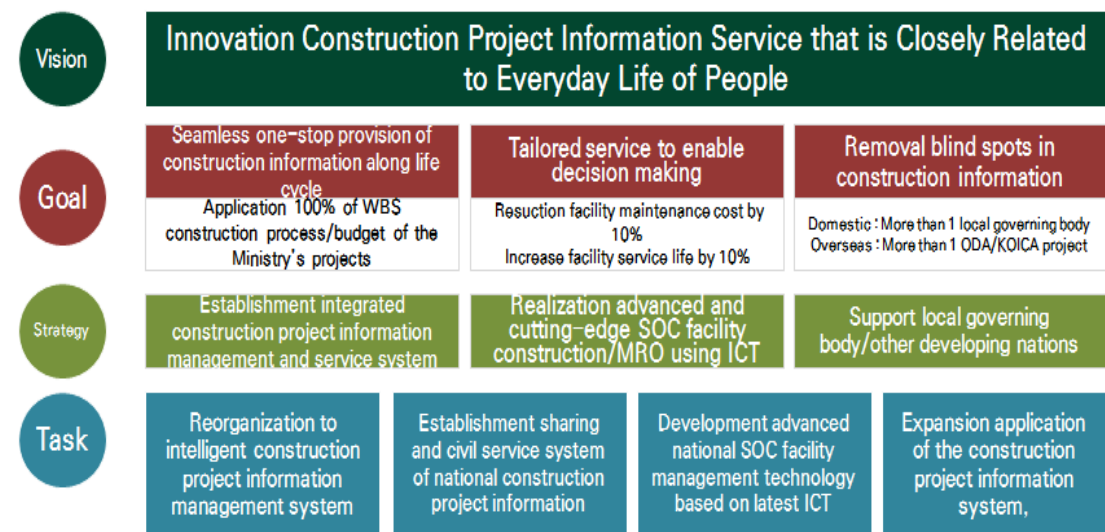 Vision
Innovation Construction Project Information Service that is Closely Related
to Everyday Life of People
Goal
Seamless one-stop provision of
construction information along life
cycle
Application 100% of WBS
construction process/budget of the
Ministry's projects
Tailored service to enable
decision making
Resuction facility maintenance cost by
10%
Increase facility service life by 10%
Removal blind spots in
construction information
Domestic : More than 1 local governing body
Overseas : More than 1 ODA/KOICA project
Strategy
Establishment integrated
construction project information
management and service system
Realization advanced and
cutting-edge SOC facility
construction/MRO using ICT
Support local governing
body/other developing nations
Task
Reorganization to
intelligent construction
project information
management system
Establishment sharing
and civil service system
of national construction
project information
Development advanced
national SOC facility
management technology
based on latest ICT
Expansion application
of the construction
project information
system,